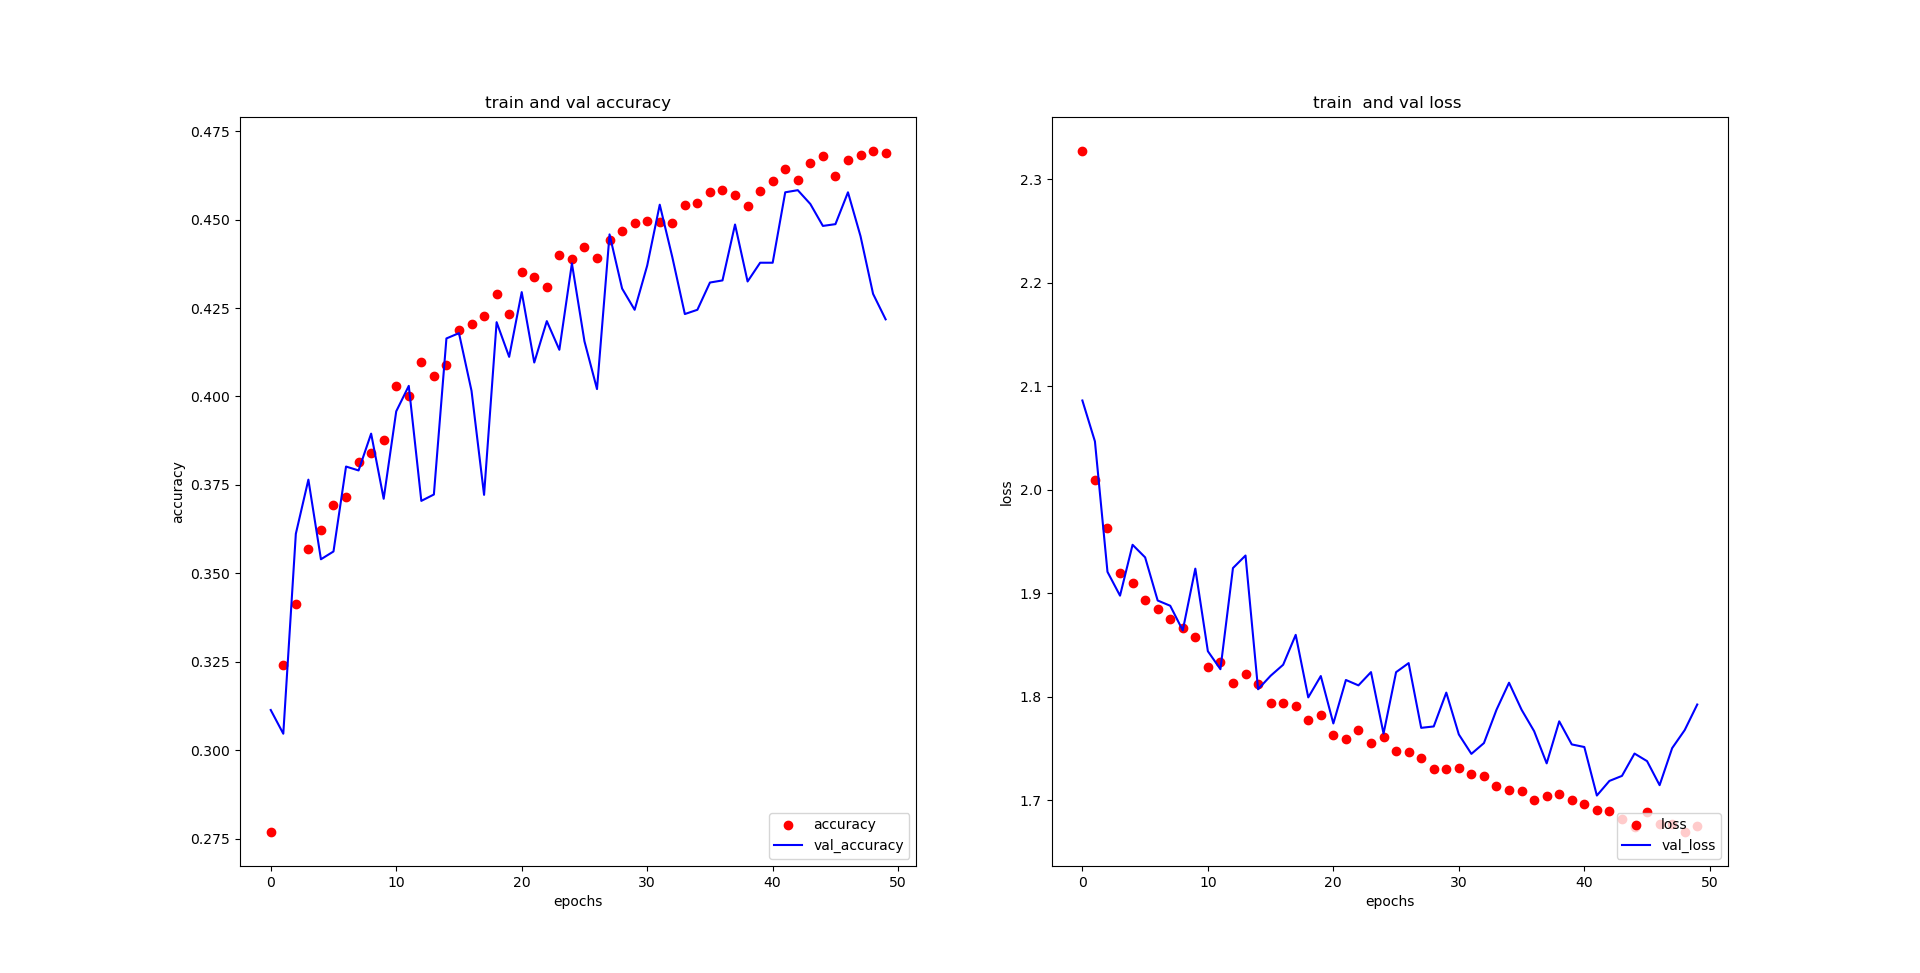 train and val accuracy
0.475
0.450
0.425
0.400
0.375
0.350
0.325
0.300
0.275
accuracy
0 10 20 30 40 50
epochs
accuracy
val_accuracy
train  and val loss
2.3
2.2
2.1
2.0
1.9
1.8
1.7
loss
0 10 20 30 40 50
epochs
loss
val_loss